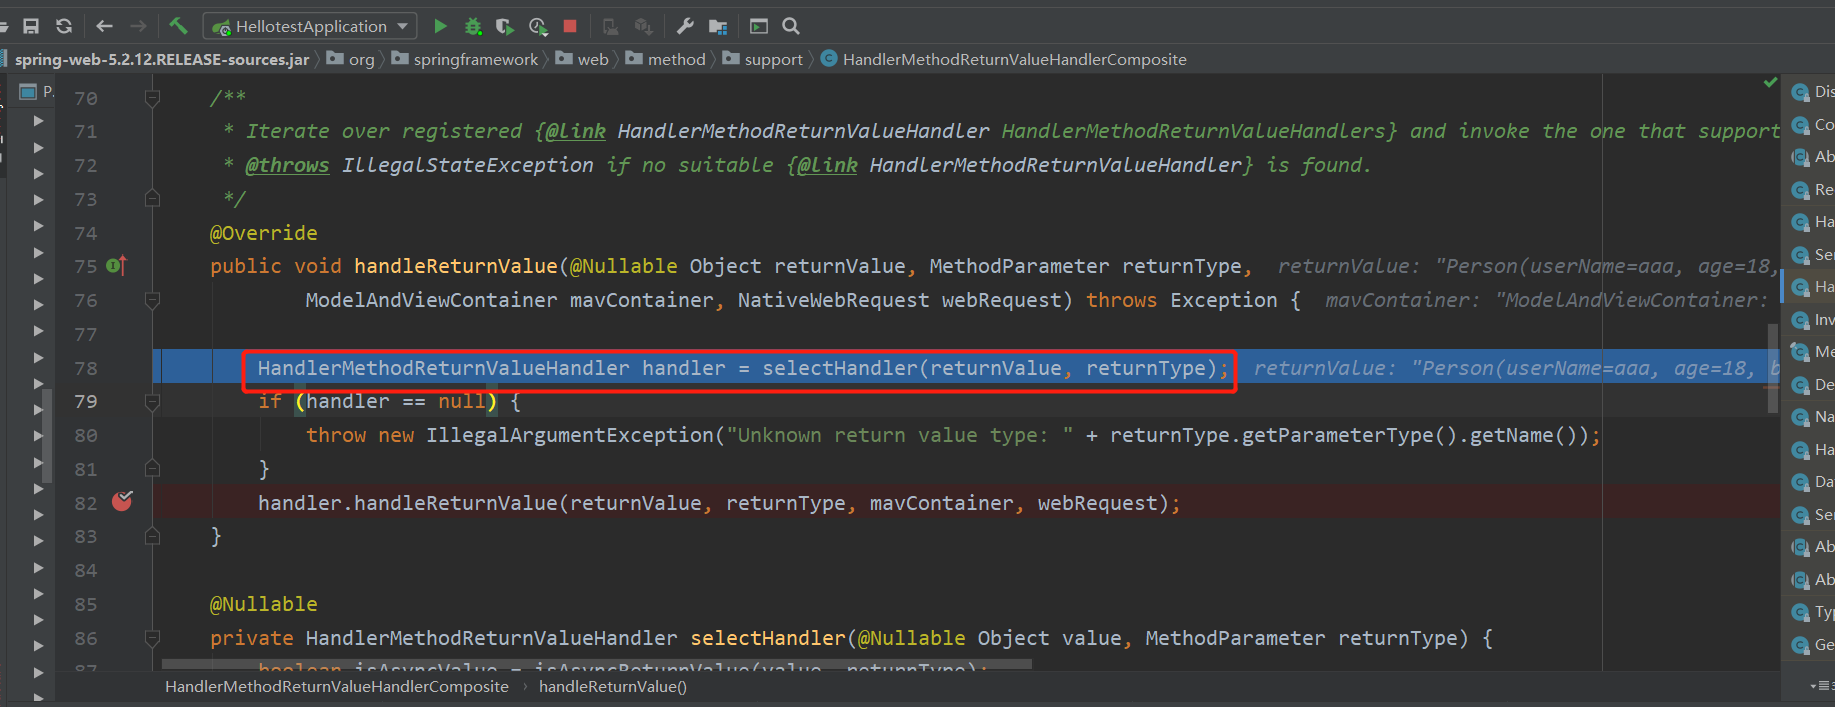 HellotestApplication
spring-web-5.2.12.RELEASE-sources.jar org springframework web method support HandlerMethodReturnValueHandlerComposite
P.
70 /**
71 * Iterate over registered {@link HandlerMethodReturnValueHandler HandlerMethodReturnValueHandlers} and invoke the one that support
72 * @throws IllegalStateException if no suitable {@link HandlerMethodReturnValueHandler} is found.
73 */
74 @Override
75 public void handleReturnValue(@Nullable Object returnValue, MethodParameter returnType, returnValue: "Person(userName=aaa, age=18,
76 ModelAndViewContainer mavContainer, NativeWebRequest webRequest) throws Exception { mavContainer: "ModelAndViewContainer:
77
78 HandlerMethodReturnValueHandler handler = selectHandler(returnValue, returnType); returnValue: "Person(userName=aaa, age=18, b
79 if (handler == null) {
80 throw new IllegalArgumentException("Unknown return value type: " + returnType.getParameterType().getName());
81 }
82 handler.handleReturnValue(returnValue, returnType, mavContainer, webRequest);
83 }
84
85 @Nullable
86 private HandlerMethodReturnValueHandler selectHandler(@Nullable Object value, MethodParameter returnType) {
87 boolean isAsyncValue = isAsyncReturnValue(value, returnType);
HandlerMethodReturnValueHandlerComposite › handleReturnValue()
Dis
Co
Ab
Re
Ha
Se
Ha
Inv
Me
De
Na
Ha
Da
Se
Ab
Ab
Typ
Ge